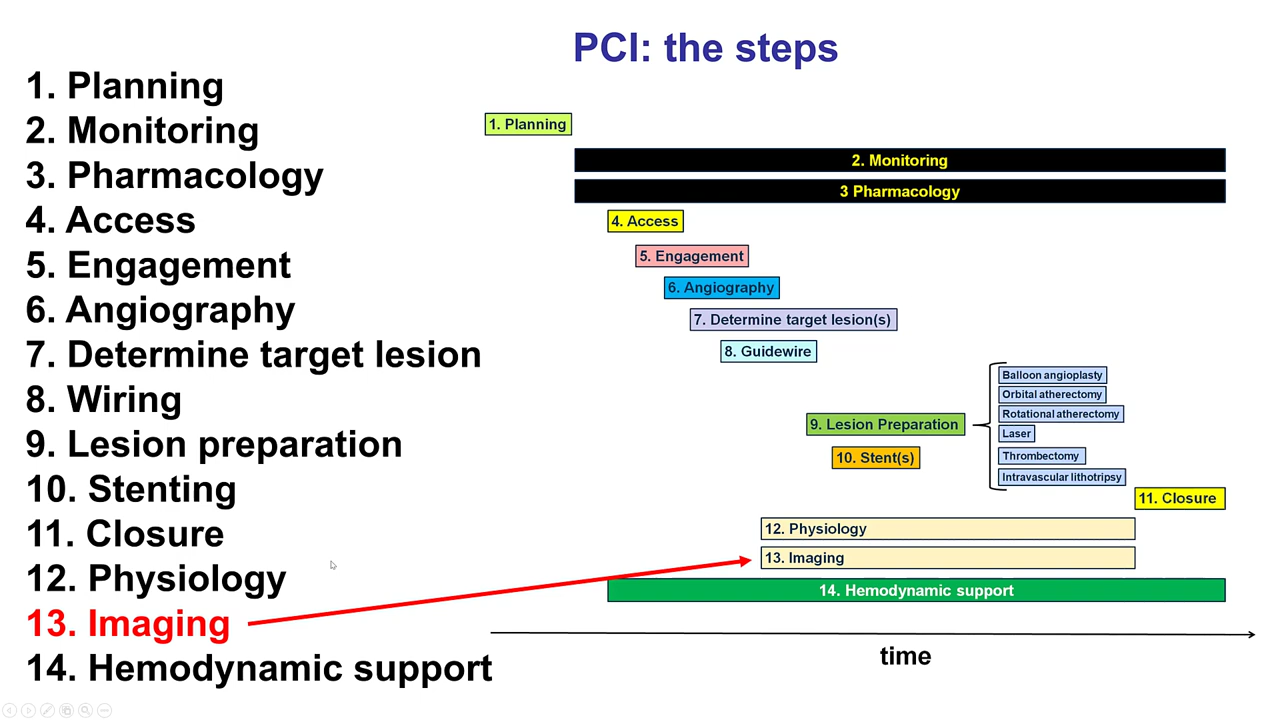 PCI: the steps
1. Planning
2. Monitoring
3. Pharmacology
4. Access
5. Engagement
6. Angiography
7. Determine target lesion
8. Wiring
9. Lesion preparation
10. Stenting
11. Closure
12. Physiology
13. Imaging
14. Hemodynamic support
1. Planning
2. Monitoring
3 Pharmacology
4. Access
5. Engagement
6. Angiography
7. Determine target lesion(s)
8. Guidewire
9. Lesion Preparation
Balloon angioplasty
Orbital atherectomy
Rotational atherectomy
Laser
Thrombectomy
Intravascular lithotripsy
10. Stent(s)
11. Closure
12. Physiology
13. Imaging
14. Hemodynamic support
time